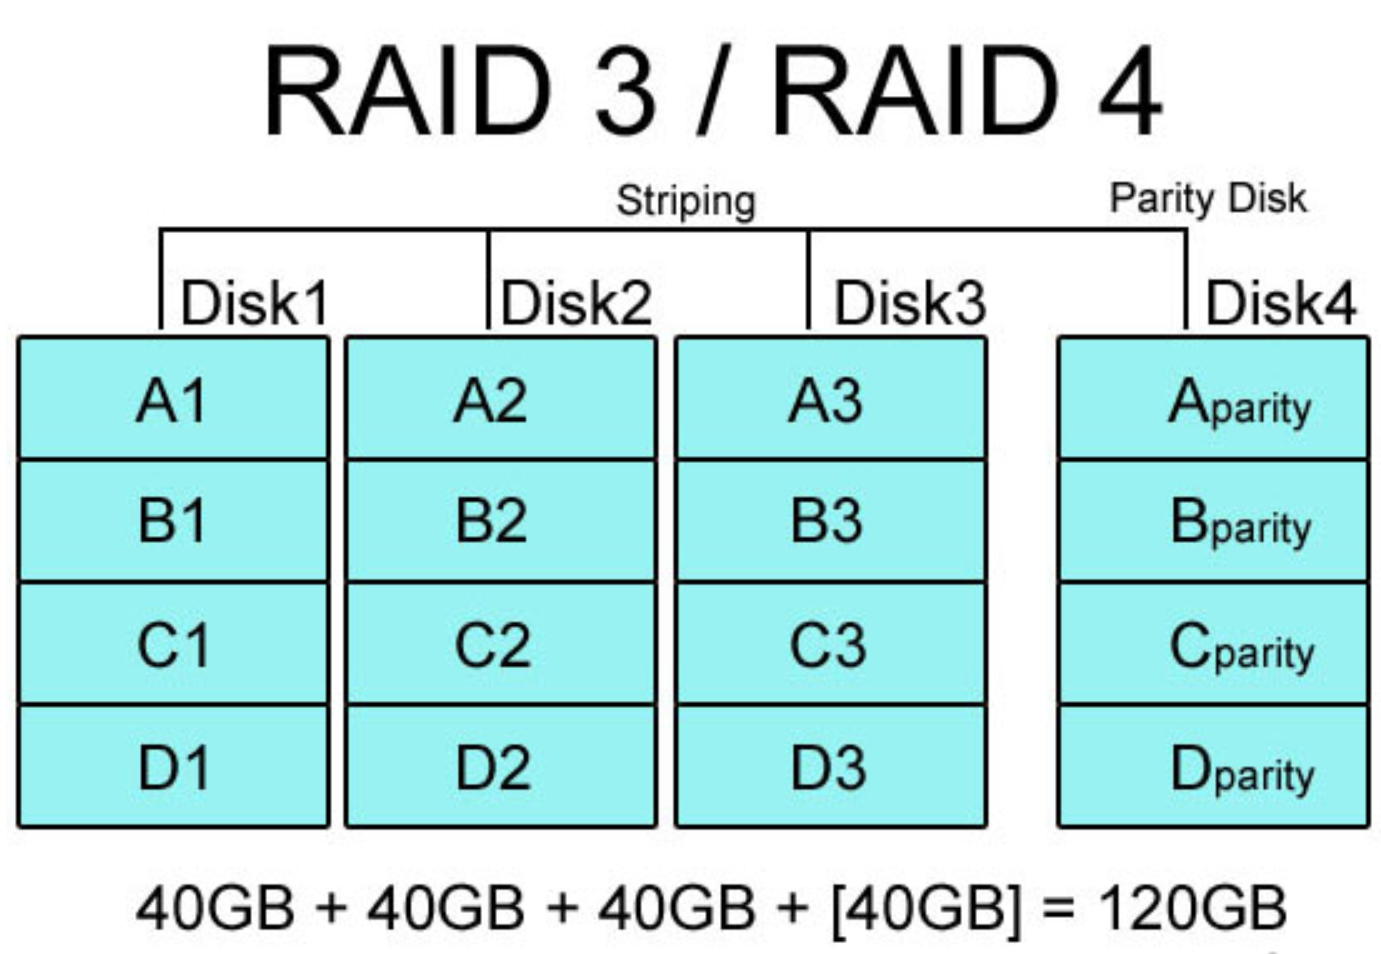 RAID 3 / RAID 4
Striping Parity Disk
Disk1 Disk2 Disk3 Disk4
A1 A2 A3 Aparity
B1 B2 B3 Bparity
C1 C2 C3 Cparity
D1 D2 D3 Dparity
40GB + 40GB + 40GB + [40GB] = 120GB